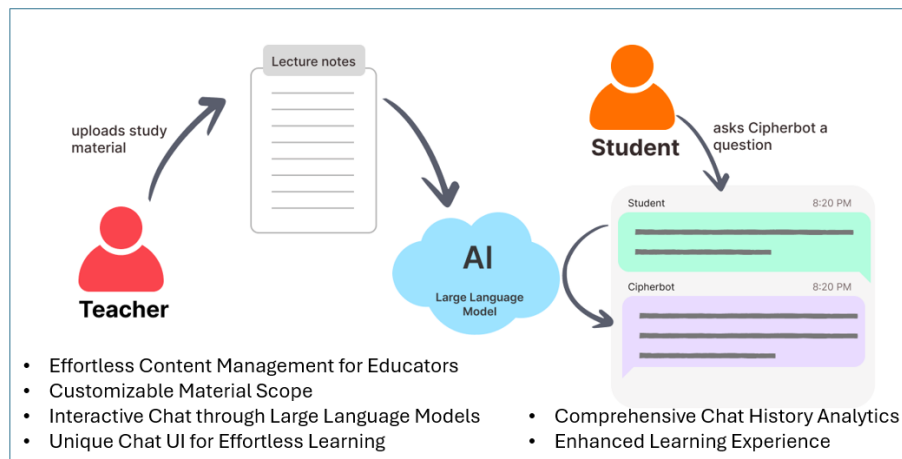 Lecture notes
uploads study
material
Teacher
AI
Large Language
Model
Student
asks Cipherbot a
question
Student 8:20 PM
Cipherbot 8:20 PM
• Effortless Content Management for Educators
• Customizable Material Scope
• Interactive Chat through Large Language Models
• Unique Chat UI for Effortless Learning
• Comprehensive Chat History Analytics
• Enhanced Learning Experience